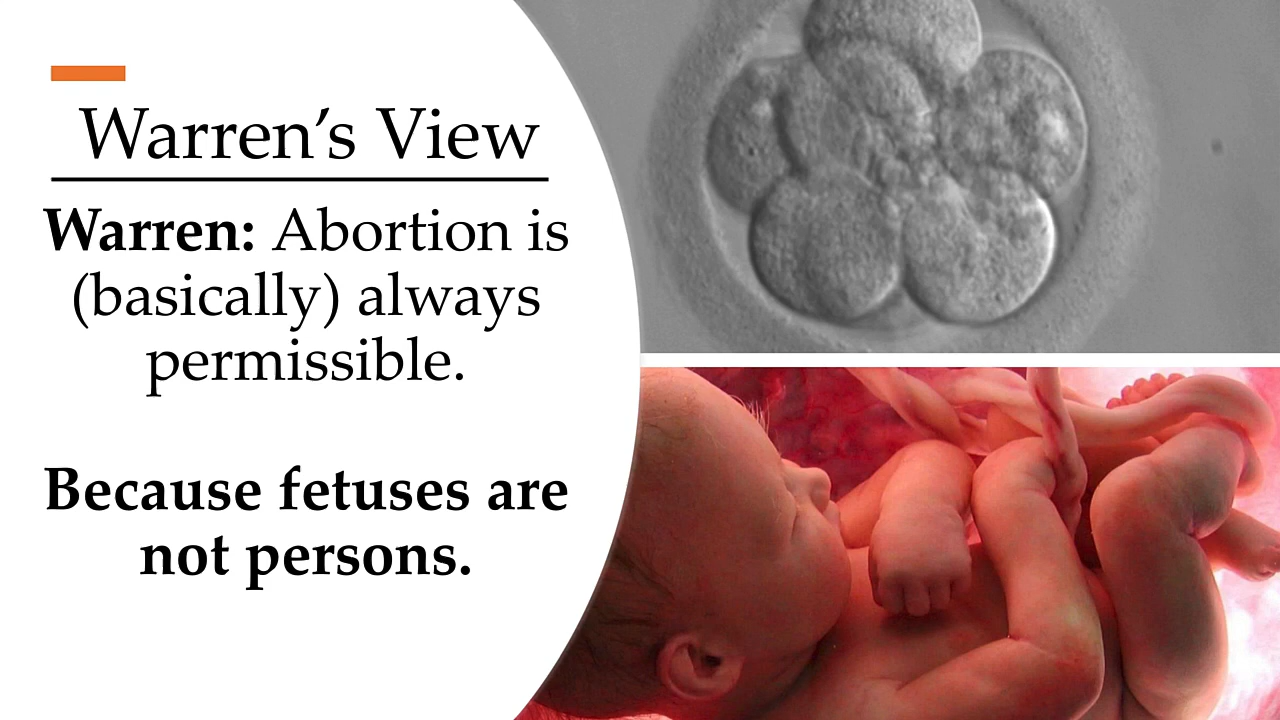 Warren’s View
Warren: Abortion is
(basically) always
permissible.
Because fetuses are
not persons.